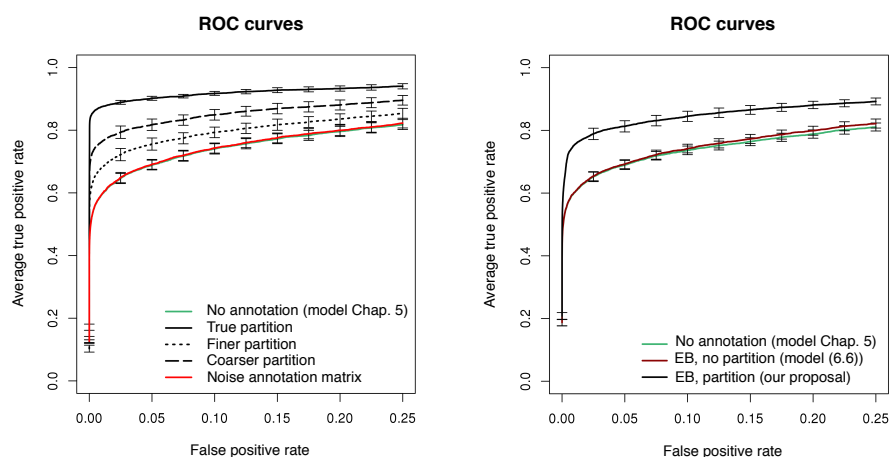 ROC curves
Average true positive rate
1.0
0.8
0.6
0.4
0.2
0.0
No annotation (model Chap. 5)
True partition
Finer partition
Coarser partition
Noise annotation matrix
0.00 0.05 0.10 0.15 0.20 0.25
False positive rate
ROC curves
Average true positive rate
1.0
0.8
0.6
0.4
0.2
0.0
No annotation (model Chap. 5)
EB, no partition (model (6.6))
EB, partition (our proposal)
0.00 0.05 0.10 0.15 0.20 0.25
False positive rate